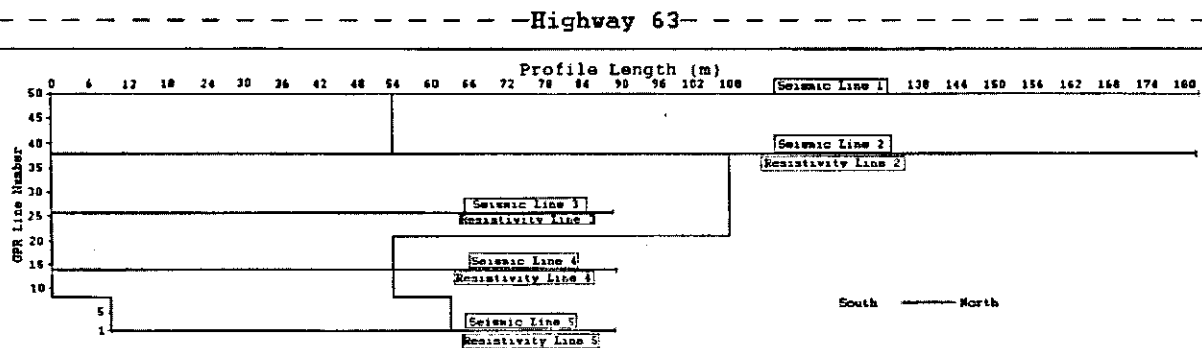 Highway 63
Profile Length (m)
0 6 12 18 24 30 36 42 48 54 60 66 72 78 84 90 96 102 108 Seismic Line 1 138 144 150 156 162 168 174 180
50
45
40
35
30
25
20
15
10
5
1
GPR Line Number
Seismic Line 2
Resistivity Line 2
Seismic Line 3
Resistivity Line 3
Seismic Line 4
Resistivity Line 4
South North
Seismic Line 5
Resistivity Line 5